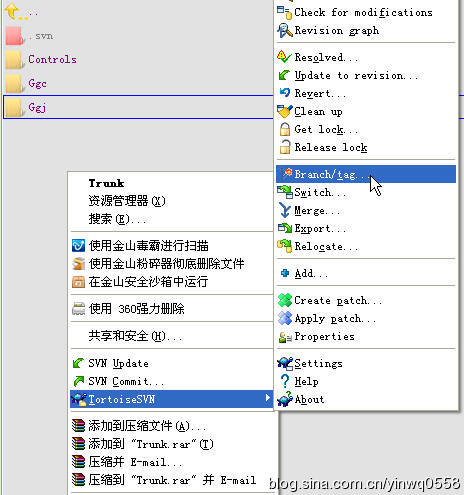 ..
.svn
Controls
Ggc
Ggj
Trunk
资源管理器(X)
搜索(E)...
使用金山毒霸进行扫描
使用金山粉碎器彻底删除文件
在金山安全沙箱中运行
使用 360强力删除
共享和安全(H)...
SVN Update
SVN Commit...
TortoiseSVN
添加到压缩文件(A)...
添加到 "Trunk.rar"(T)
压缩并 E-mail...
压缩到 "Trunk.rar" 并 E-mail
Check for modifications
Revision graph
Resolved...
Update to revision...
Revert...
Clean up
Get lock...
Release lock
Branch/tag...
Switch...
Merge...
Export...
Relocate...
Add...
Create patch...
Apply patch...
Properties
Settings
Help
About
blog.sina.com.cn/yinwq0558